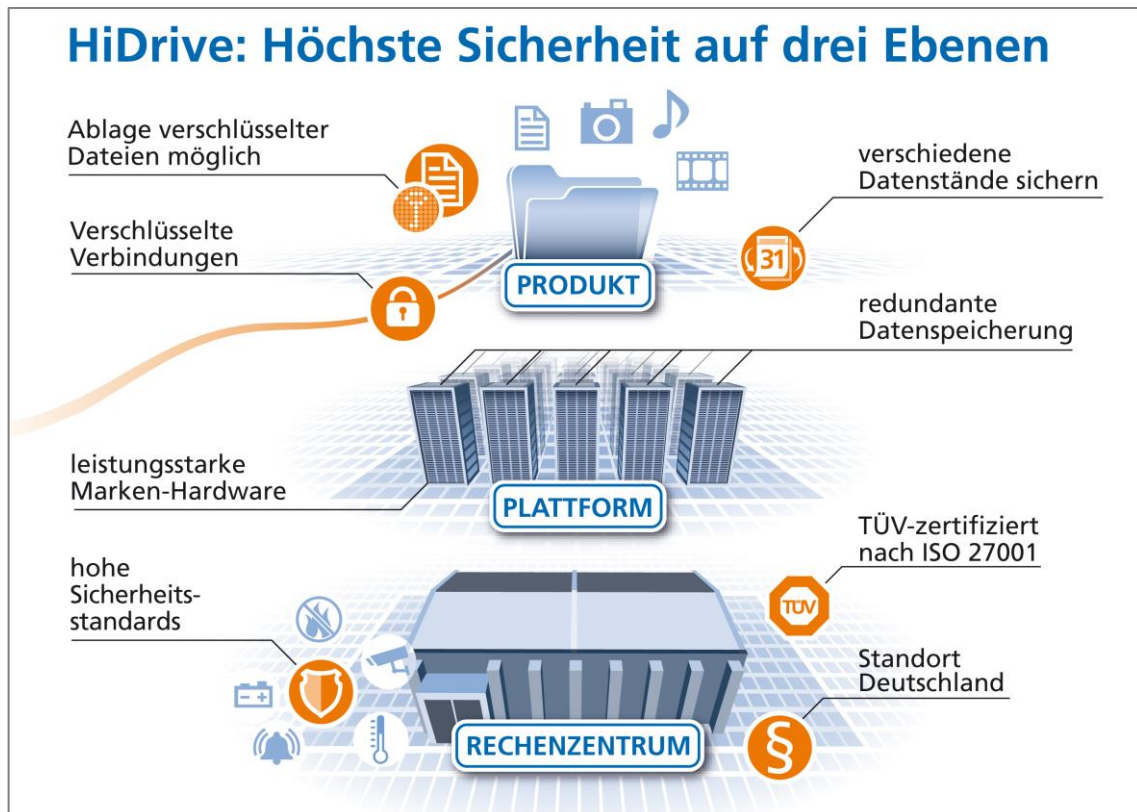 HiDrive: Höchste Sicherheit auf drei Ebenen
Ablage verschlüsselter
Dateien möglich
verschiedene
Datenstände sichern
Verschlüsselte
Verbindungen
31
PRODUKT
redundante
Datenspeicherung
leistungsstarke
Marken-Hardware
PLATTFORM
TÜV-zertifiziert
nach ISO 27001
TÜV
hohe
Sicherheits-
standards
Standort
Deutschland
§
RECHENZENTRUM